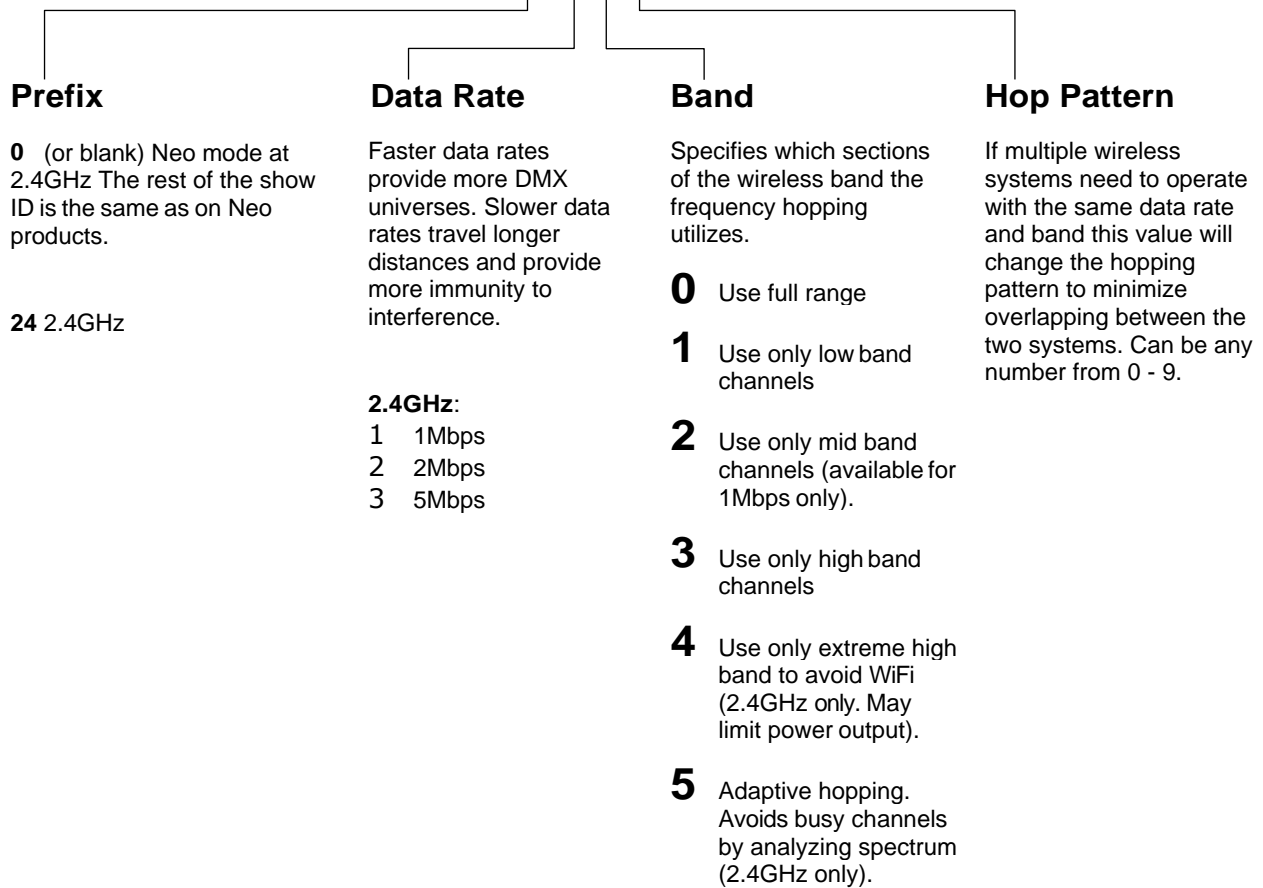 Prefix
0 (or blank) Neo mode at
2.4GHz The rest of the show
ID is the same as on Neo
products.
24 2.4GHz
Data Rate
Faster data rates
provide more DMX
universes. Slower data
rates travel longer
distances and provide
more immunity to
interference.
2.4GHz:
1 1Mbps
2 2Mbps
3 5Mbps
Band
Specifies which sections
of the wireless band the
frequency hopping
utilizes.
0 Use full range
1 Use only low band
channels
2 Use only mid band
channels (available for
1Mbps only).
3 Use only high band
channels
4 Use only extreme high
band to avoid WiFi
(2.4GHz only. May
limit power output).
5 Adaptive hopping.
Avoids busy channels
by analyzing spectrum
(2.4GHz only).
Hop Pattern
If multiple wireless
systems need to operate
with the same data rate
and band this value will
change the hopping
pattern to minimize
overlapping between the
two systems. Can be any
number from 0 - 9.